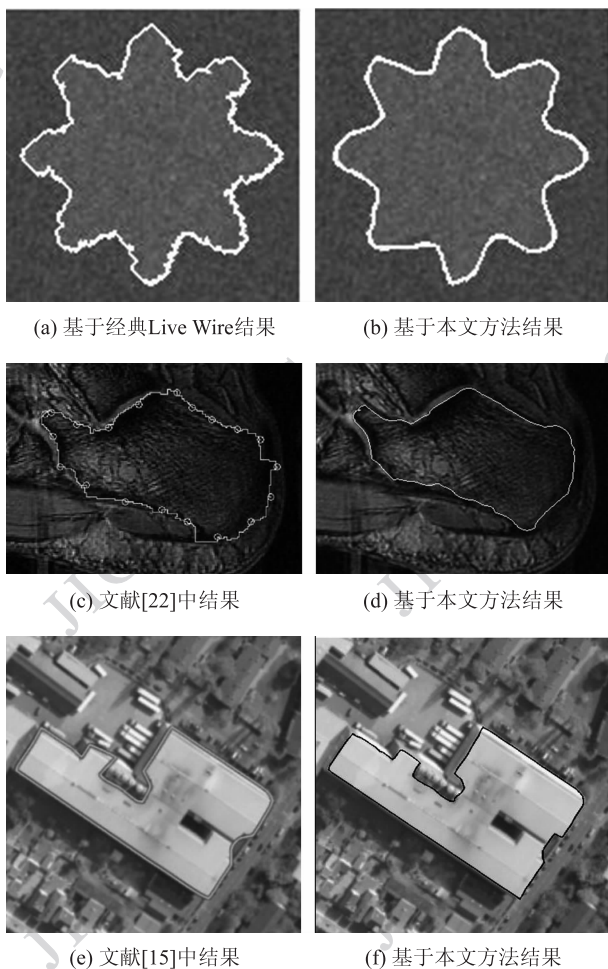 (a) 基于经典Live Wire结果
(b) 基于本文方法结果
(c) 文献[22]中结果
(d) 基于本文方法结果
(e) 文献[15]中结果
(f) 基于本文方法结果